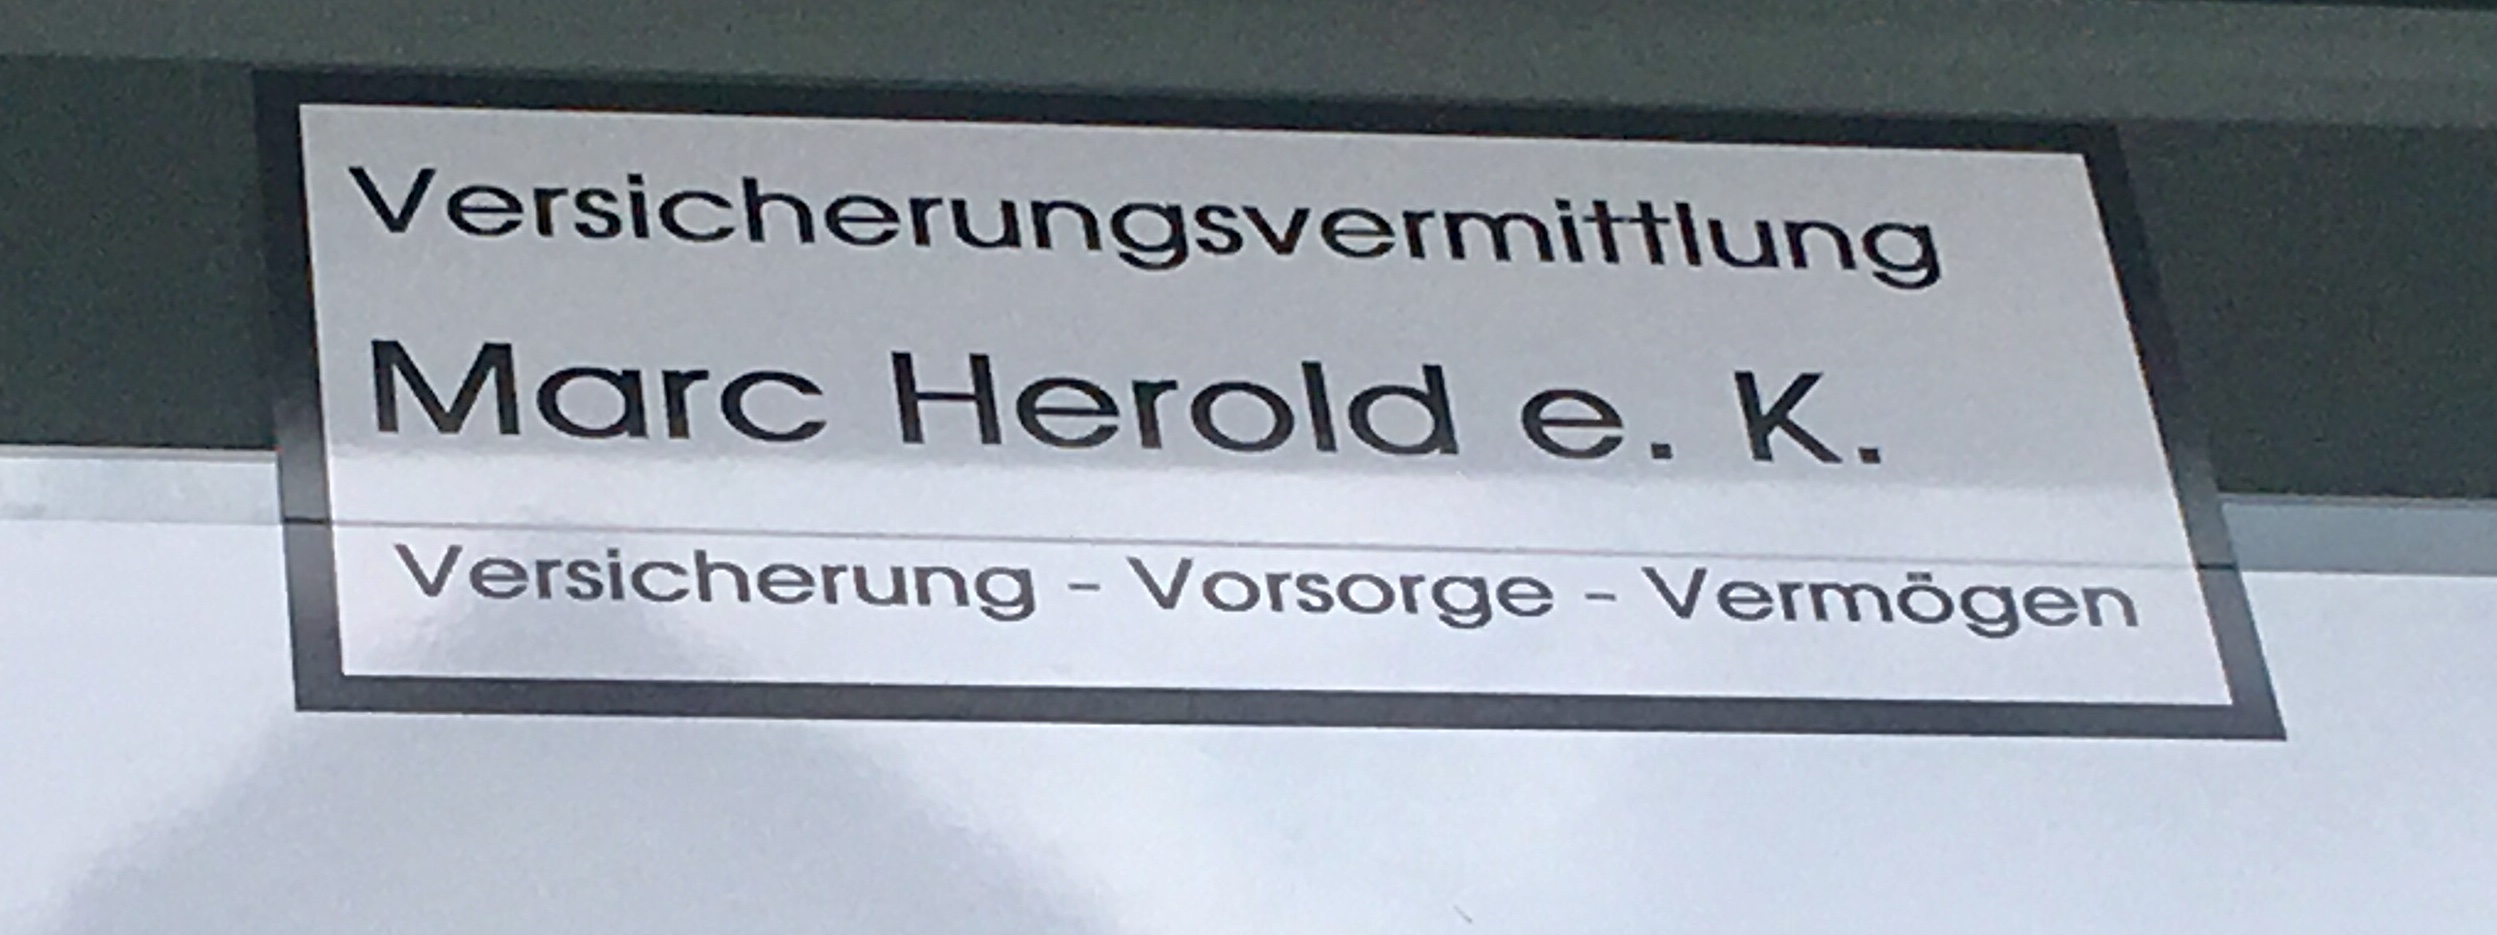 Versicherungsvermittlung
Marc Herold e. K.
Versicherung - Vorsorge - Vermögen